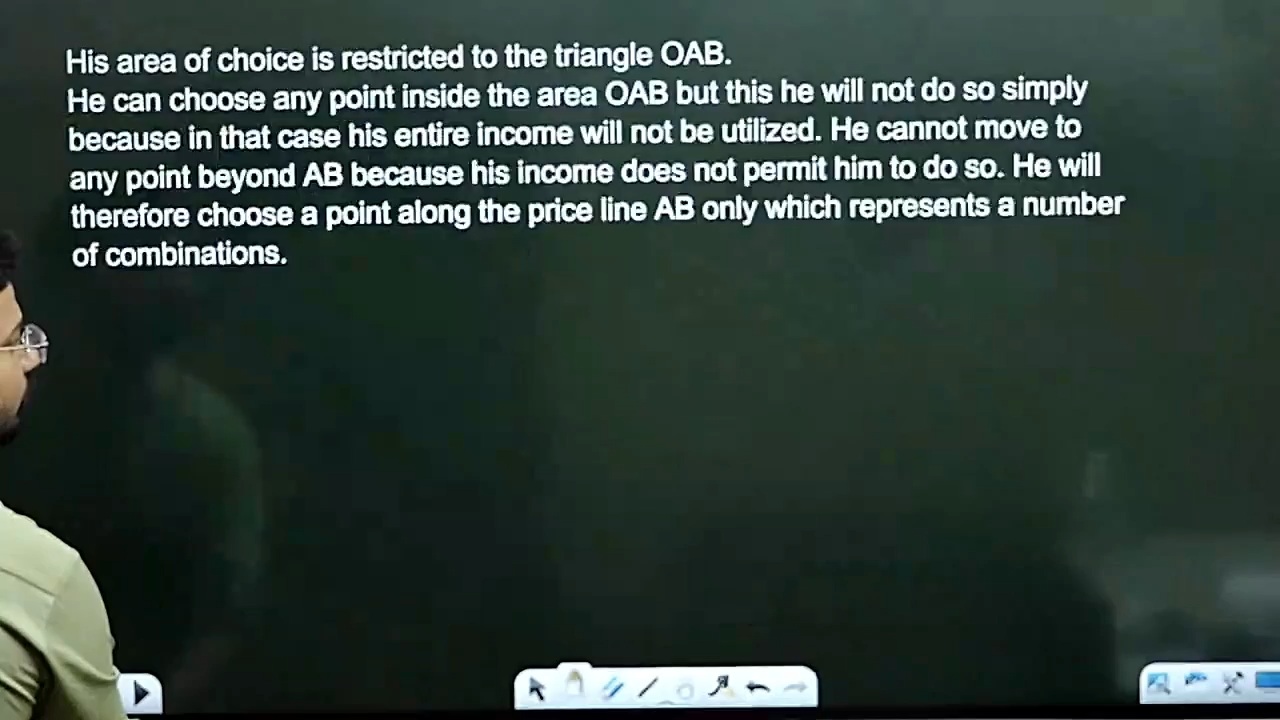 His area of choice is restricted to the triangle OAB.
He can choose any point inside the area OAB but this he will not do so simply
because in that case his entire income will not be utilized. He cannot move to
any point beyond AB because his income does not permit him to do so. He will
therefore choose a point along the price line AB only which represents a number
of combinations.